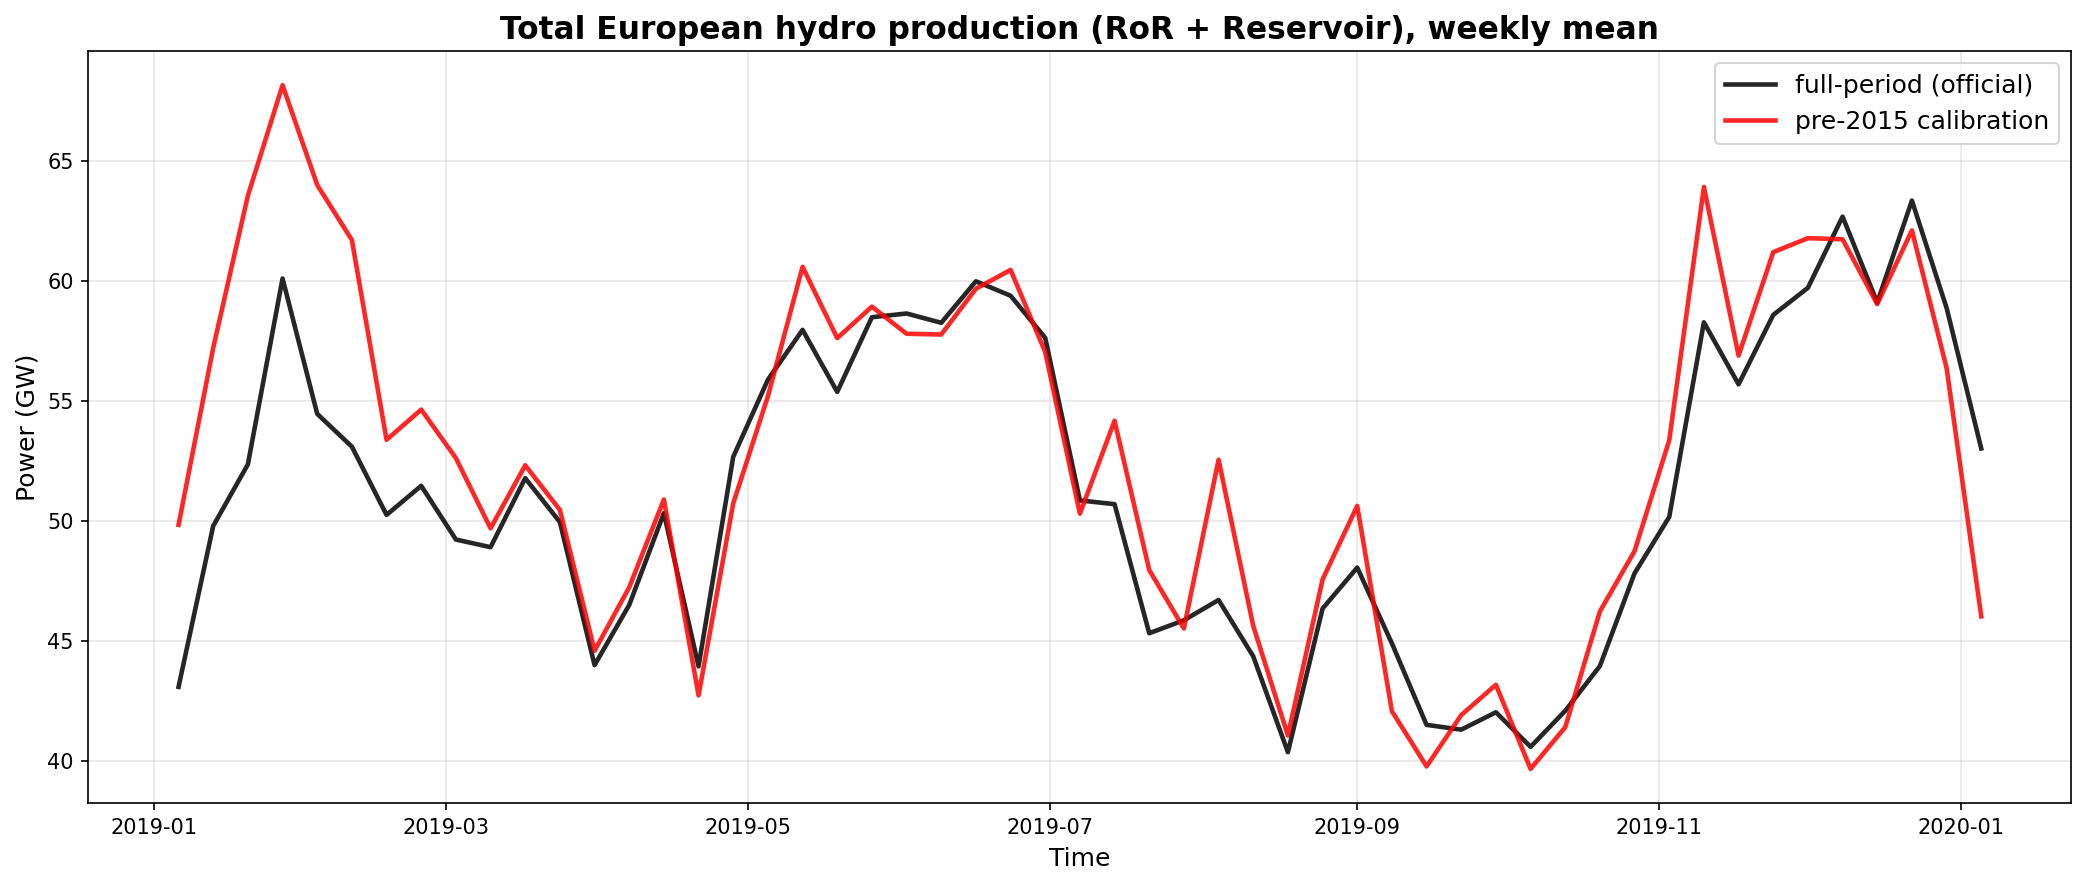 Total European hydro production (RoR + Reservoir), weekly mean
full-period (official)
pre-2015 calibration
Power (GW)
65
60
55
50
45
40
2019-01
2019-03
2019-05
2019-07
2019-09
2019-11
2020-01
Time